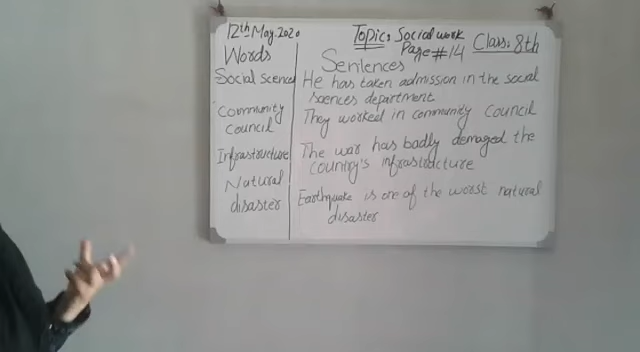 12th May, 2020
Topic: Social work
Page #14
Class: 8th
Words
Sentences
Social science
He has taken admission in the social
sciences department
Community
Council
They worked in community council
Infrastructure
The war has badly demaged the
country's infrastructure
Natural
disaster
Earthquake is one of the worst natural
disaster